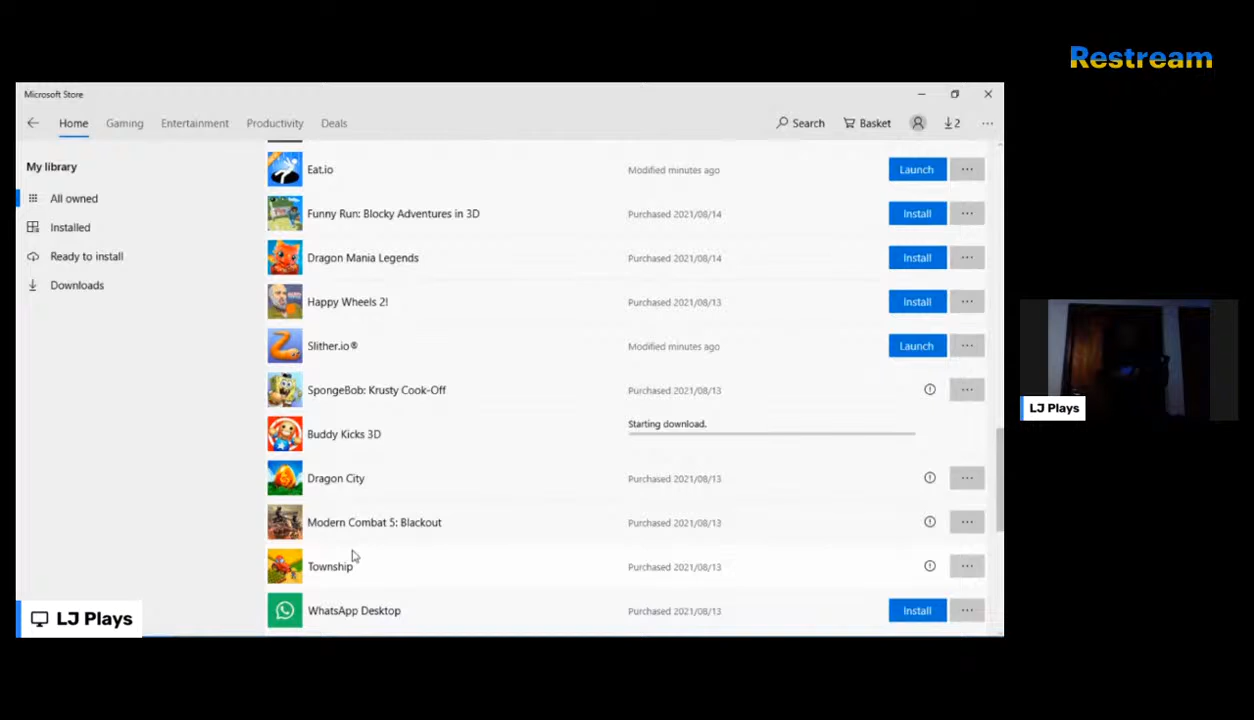 Restream
Microsoft Store
Home Gaming Entertainment Productivity Deals Search Basket 2
My library
All owned
Installed
Ready to install
Downloads
Eat.io Modified minutes ago Launch
Funny Run: Blocky Adventures in 3D Purchased 2021/08/14 Install
Dragon Mania Legends Purchased 2021/08/14 Install
Happy Wheels 2! Purchased 2021/08/13 Install
Slither.io® Modified minutes ago Launch
SpongeBob: Krusty Cook-Off Purchased 2021/08/13
Buddy Kicks 3D Starting download.
Dragon City Purchased 2021/08/13
Modern Combat 5: Blackout Purchased 2021/08/13
Township Purchased 2021/08/13
WhatsApp Desktop Purchased 2021/08/13 Install
LJ Plays
LJ Plays